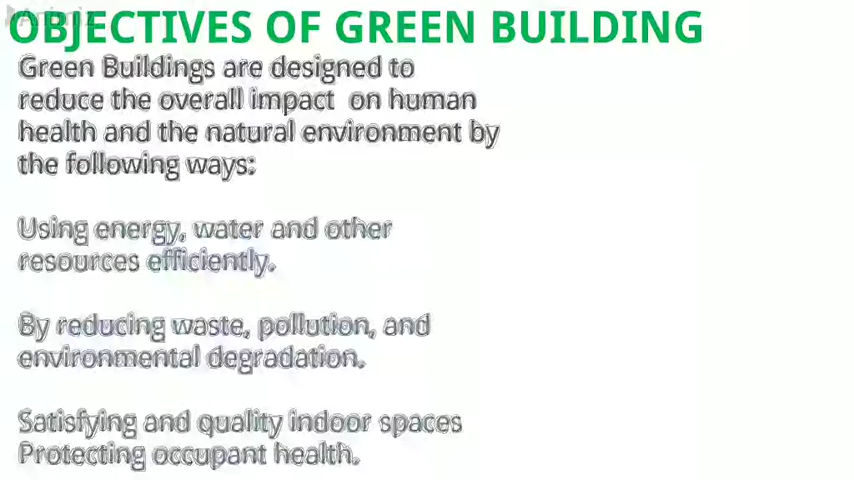 OBJECTIVES OF GREEN BUILDING
Green Buildings are designed to
reduce the overall impact on human
health and the natural environment by
the following ways:
Using energy, water and other
resources efficiently.
By reducing waste, pollution, and
environmental degradation.
Satisfying and quality indoor spaces
Protecting occupant health.